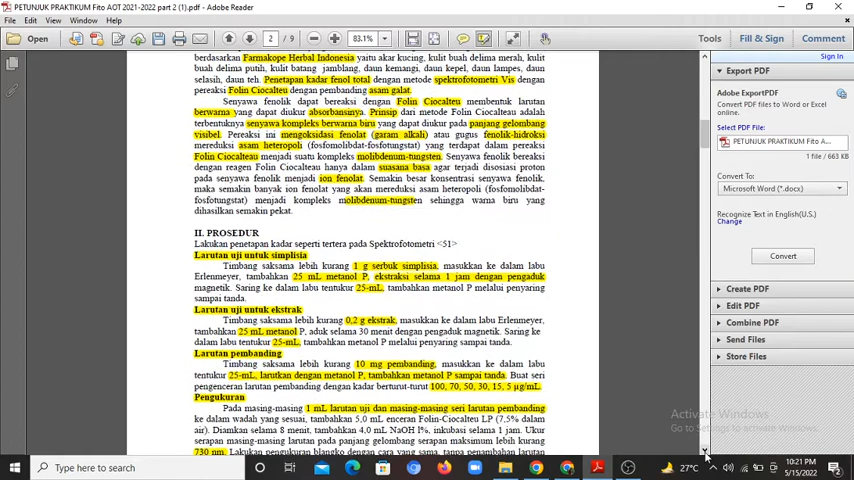 PETUNJUK PRAKTIKUM Fito AOT 2021-2022 part 2 (1).pdf - Adobe Reader
File Edit View Window Help
Open 2 / 9 83.1% Tools Fill & Sign Comment
berdasarkan Farmakope Herbal Indonesia yaitu akar kucing, kulit buah delima merah, kulit
buah delima putih, kulit batang jamblang, daun kemangi, daun kepel, daun lampes, daun
selasih, daun teh. Penetapan kadar fenol total dengan metode spektrofotometri Vis dengan
pereaksi Folin Ciocalteu dengan pembanding asam galat.
Senyawa fenolik dapat bereaksi dengan Folin Ciocalteu membentuk larutan
berwarna yang dapat diukur absorbansinya. Prinsip dari metode Folin Ciocalteau adalah
terbentuknya senyawa kompleks berwarna biru yang dapat diukur pada panjang gelombang
visibel. Pereaksi ini mengoksidasi fenolat (garam alkali) atau gugus fenolik-hidroksi
mereduksi asam heteropoli (fosfomolibdat-fosfotungstat) yang terdapat dalam pereaksi
Folin Ciocalteau menjadi suatu kompleks molibdenum-tungsten. Senyawa fenolik bereaksi
dengan reagen Folin Ciocalteu hanya dalam suasana basa agar terjadi disosiasi proton
pada senyawa fenolik menjadi ion fenolat. Semakin besar konsentrasi senyawa fenolik,
maka semakin banyak ion fenolat yang akan mereduksi asam heteropoli (fosfomolibdat-
fosfotungstat) menjadi kompleks molibdenum-tungsten sehingga warna biru yang
dihasilkan semakin pekat.
II. PROSEDUR
Lakukan penetapan kadar seperti tertera pada Spektrofotometri <51>
Larutan uji untuk simplisia
Timbang saksama lebih kurang 1 g serbuk simplisia, masukkan ke dalam labu
Erlenmeyer, tambahkan 25 mL metanol P, ekstraksi selama 1 jam dengan pengaduk
magnetik. Saring ke dalam labu tentukur 25-mL, tambahkan metanol P melalui penyaring
sampai tanda.
Larutan uji untuk ekstrak
Timbang saksama lebih kurang 0,2 g ekstrak, masukkan ke dalam labu Erlenmeyer,
tambahkan 25 mL metanol P, aduk selama 30 menit dengan pengaduk magnetik. Saring ke
dalam labu tentukur 25-mL, tambahkan metanol P melalui penyaring sampai tanda.
Larutan pembanding
Timbang saksama lebih kurang 10 mg pembanding, masukkan ke dalam labu
tentukur 25-mL, larutkan dengan metanol P, tambahkan metanol P sampai tanda. Buat seri
pengenceran larutan pembanding dengan kadar berturut-turut 100, 70, 50, 30, 15, 5 µg/mL.
Pengukuran
Pada masing-masing 1 mL larutan uji dan masing-masing seri larutan pembanding
ke dalam wadah yang sesuai, tambahkan 5,0 mL enceran Folin-Ciocalteu LP (7,5% dalam
air). Diamkan selama 8 menit, tambahkan 4,0 mL NaOH 1%, inkubasi selama 1 jam. Ukur
serapan masing-masing larutan pada panjang gelombang serapan maksimum lebih kurang
730 nm. Lakukan pengukuran blangko dengan cara yang sama, tanpa penambahan larutan
Sign In
Export PDF
Adobe ExportPDF
Convert PDF files to Word or Excel
online.
Select PDF File:
PETUNJUK PRAKTIKUM Fito A...
1 file / 663 KB
Convert To:
Microsoft Word (*.docx)
Recognize Text in English(U.S.)
Change
Convert
Create PDF
Edit PDF
Combine PDF
Send Files
Store Files
Activate Windows
Go to Settings to activate Windows.
Type here to search
27°C
10:21 PM
5/15/2022
2